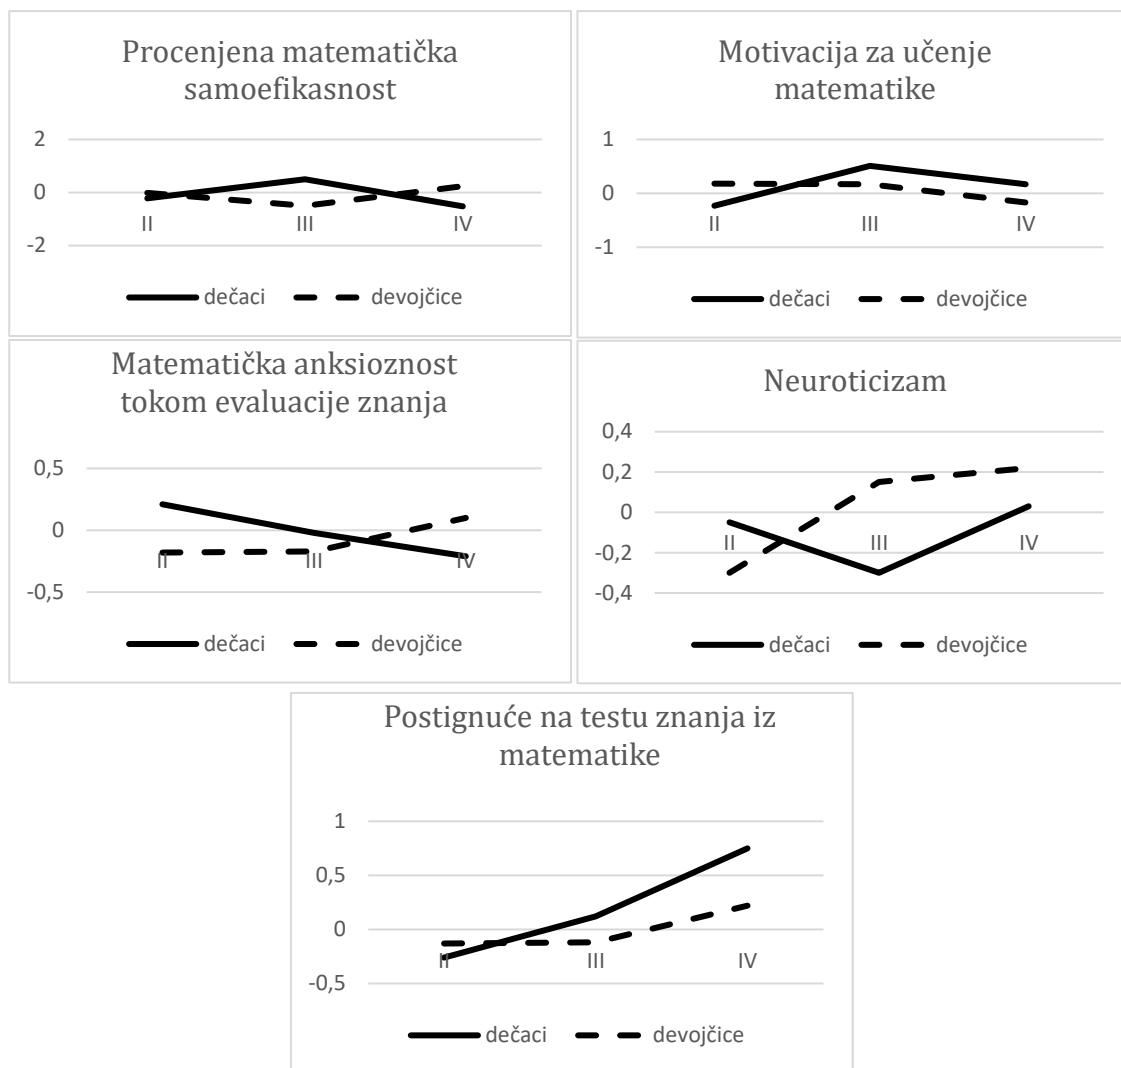 Procenjena matematička
samoefikasnost
2
0
-2
II
III
IV
dečaci
devojčice
Motivacija za učenje
matematike
1
0
-1
II
III
IV
dečaci
devojčice
Matematička anksioznost
tokom evaluacije znanja
0,5
0
-0,5
II
III
IV
dečaci
devojčice
Neuroticizam
0,4
0,2
0
-0,2
-0,4
II
III
IV
dečaci
devojčice
Postignuće na testu znanja iz
matematike
1
0,5
0
-0,5
II
III
IV
dečaci
devojčice